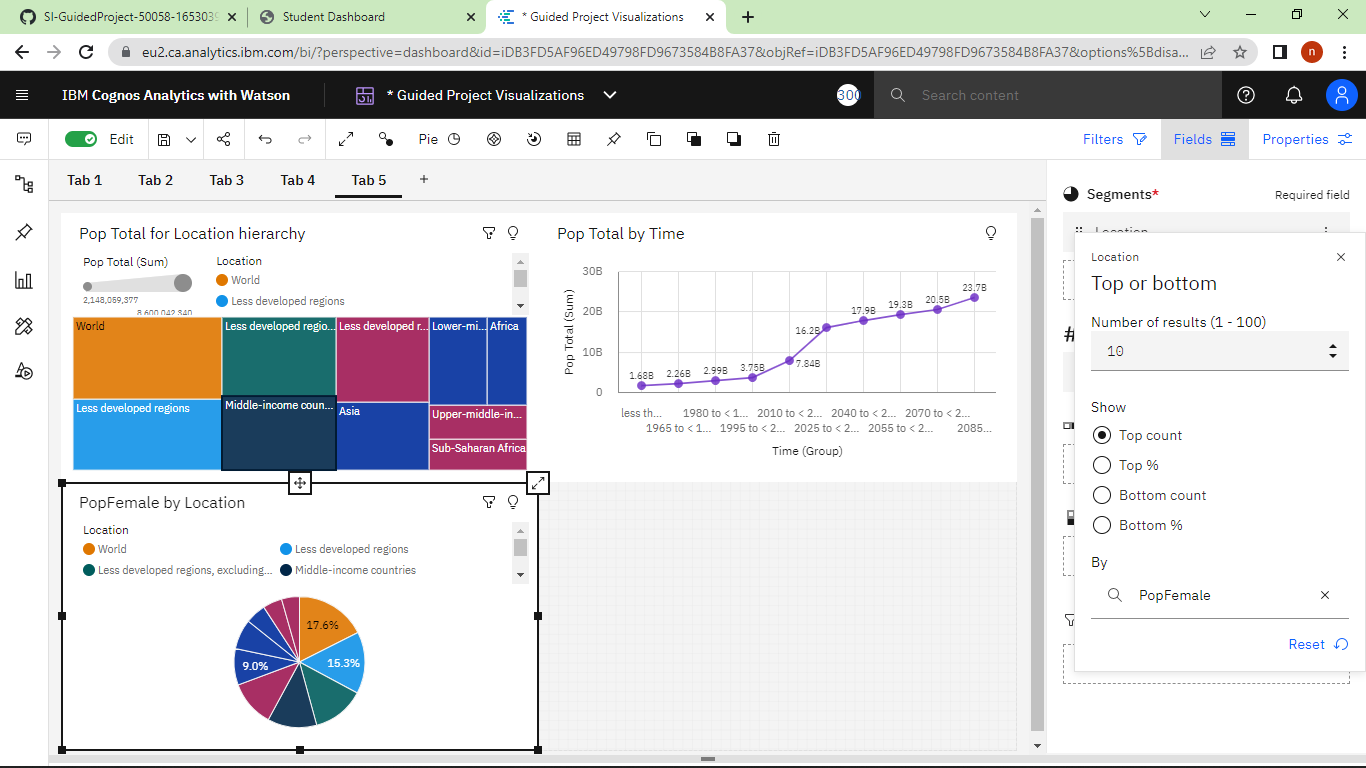 SI-GuidedProject-50058-1653039
Student Dashboard
* Guided Project Visualizations
eu2.ca.analytics.ibm.com/bi/?perspective=dashboard&id=iDB3FD5AF96ED49798FD9673584B8FA37&objRef=iDB3FD5AF96ED49798FD9673584B8FA37&options%5Bdisa...
n
IBM Cognos Analytics with Watson
* Guided Project Visualizations
300
Search content
Edit
Pie
Filters
Fields
Properties
Tab 1
Tab 2
Tab 3
Tab 4
Tab 5
Segments*
Required field
Pop Total for Location hierarchy
Pop Total (Sum)
2,148,059,377
8,600,042,340
Location
World
Less developed regions
World
Less developed regio...
Less developed r...
Lower-mi...
Africa
Less developed regions
Middle-income coun...
Asia
Upper-middle-in...
Sub-Saharan Africa
Pop Total by Time
Pop Total (Sum)
30B
20B
10B
0
1.68B
2.26B
2.99B
3.75B
7.84B
16.2B
17.9B
19.3B
20.5B
23.7B
less th...
1980 to < 1...
2010 to < 2...
2040 to < 2...
2070 to < 2...
1965 to < 1...
1995 to < 2...
2025 to < 2...
2055 to < 2...
2085...
Time (Group)
PopFemale by Location
Location
World
Less developed regions
Less developed regions, excluding...
Middle-income countries
17.6%
15.3%
9.0%
Location
Location
Top or bottom
Number of results (1 - 100)
10
Show
Top count
Top %
Bottom count
Bottom %
By
PopFemale
Reset
#